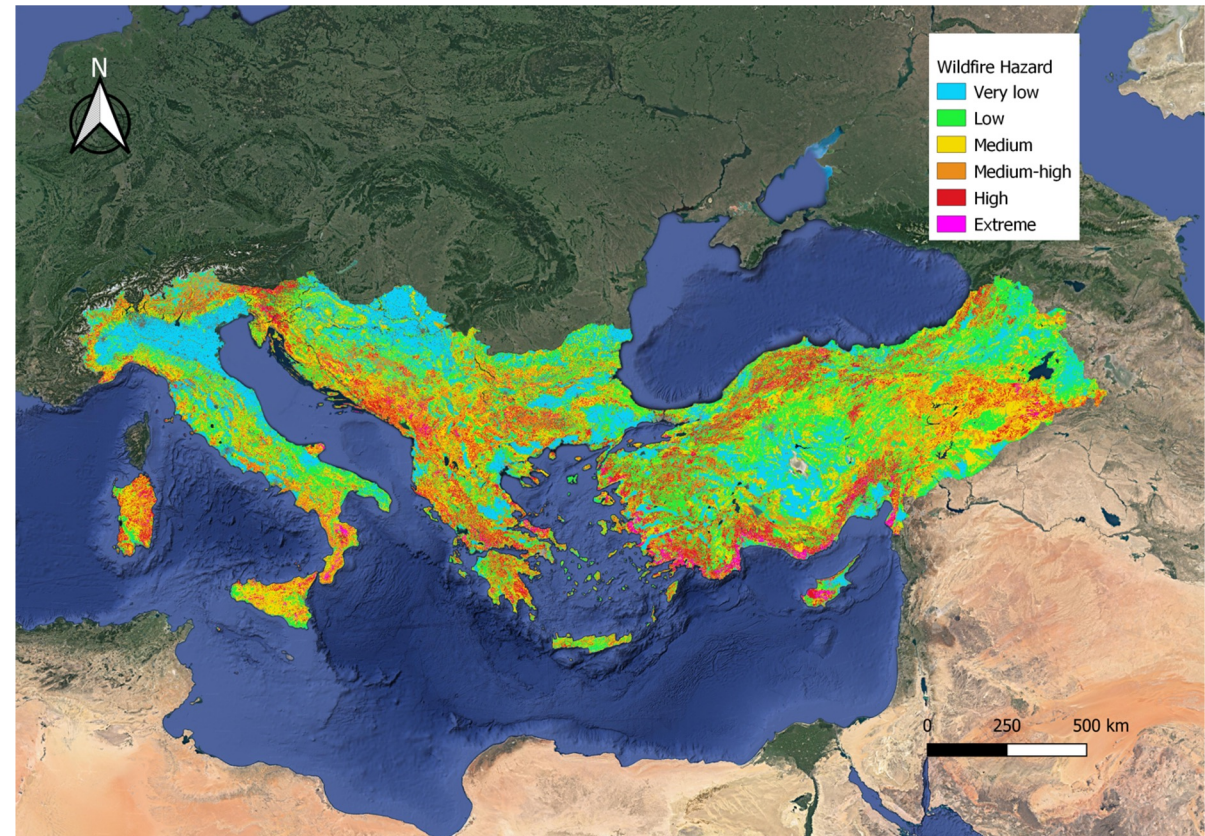 N
Wildfire Hazard
Very low
Low
Medium
Medium-high
High
Extreme
0 250 500 km